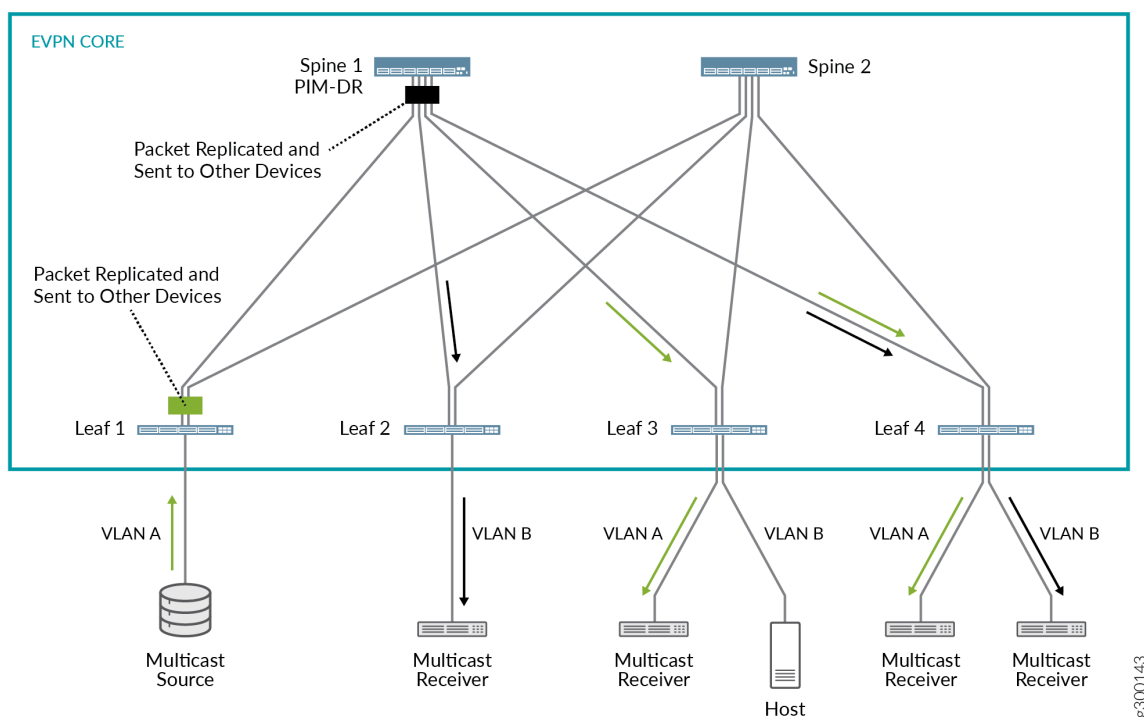 EVPN CORE
Spine 1
PIM-DR
Spine 2
Packet Replicated and
Sent to Other Devices
Packet Replicated and
Sent to Other Devices
Leaf 1
Leaf 2
Leaf 3
Leaf 4
VLAN A
VLAN B
VLAN A
VLAN B
VLAN A
VLAN B
Multicast
Source
Multicast
Receiver
Multicast
Receiver
Host
Multicast
Receiver
Multicast
Receiver
g300143